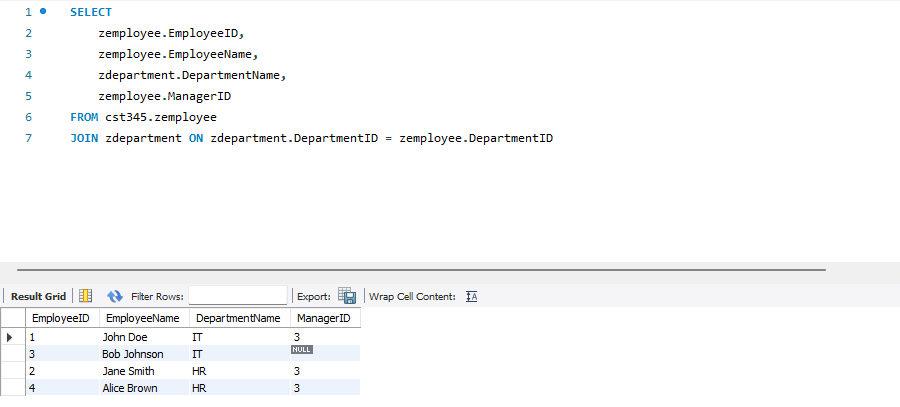 1 SELECT
2 zemployee.EmployeeID,
3 zemployee.EmployeeName,
4 zdepartment.DepartmentName,
5 zemployee.ManagerID
6 FROM cst345.zemployee
7 JOIN zdepartment ON zdepartment.DepartmentID = zemployee.DepartmentID
Result Grid Filter Rows: Export: Wrap Cell Content: IA
EmployeeID EmployeeName DepartmentName ManagerID
1 John Doe IT 3
3 Bob Johnson IT NULL
2 Jane Smith HR 3
4 Alice Brown HR 3